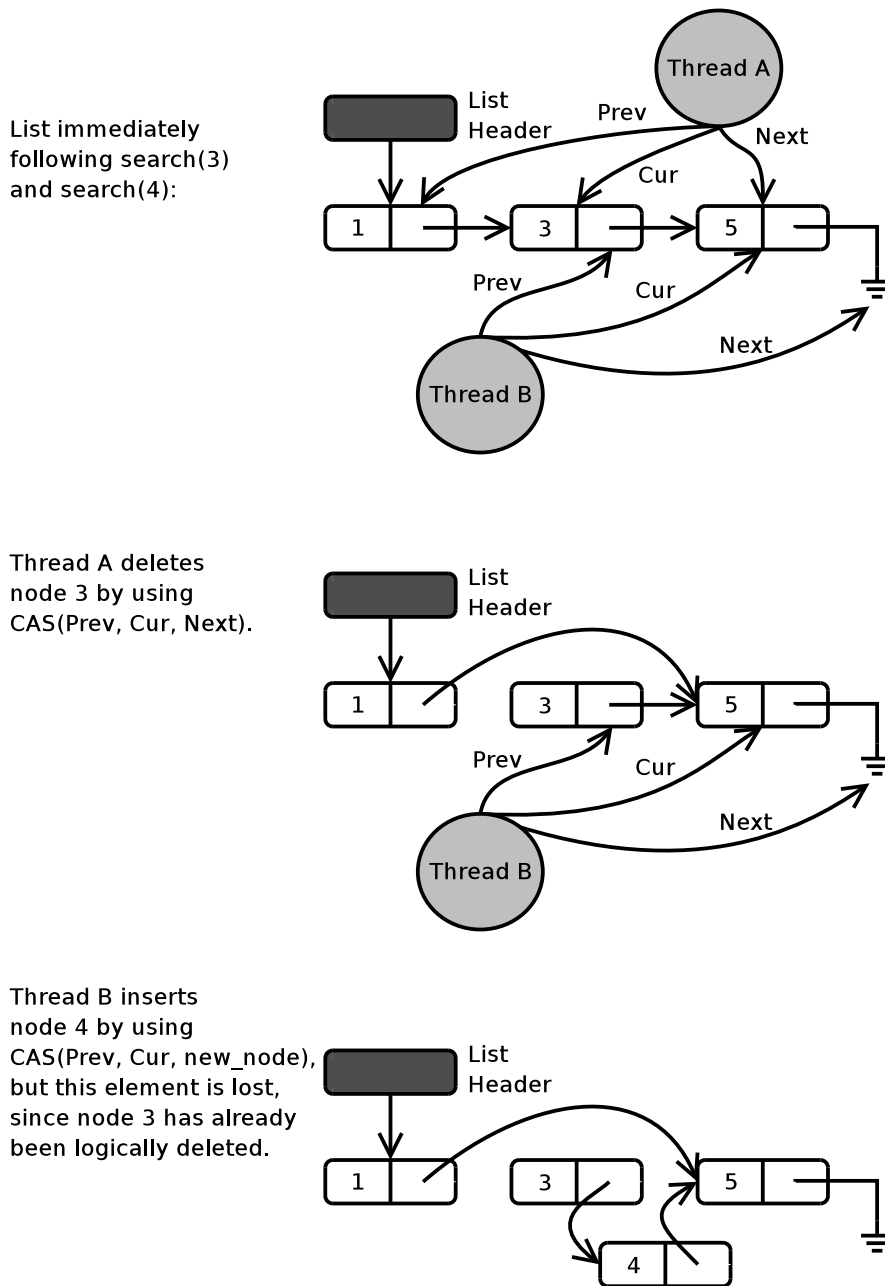 List immediately
following search(3)
and search(4):
Thread A
List
Header
Prev
Next
Cur
1
3
5
Prev
Cur
Next
Thread B
Thread A deletes
node 3 by using
CAS(Prev, Cur, Next).
List
Header
1
3
5
Prev
Cur
Next
Thread B
Thread B inserts
node 4 by using
CAS(Prev, Cur, new_node),
but this element is lost,
since node 3 has already
been logically deleted.
List
Header
1
3
5
4